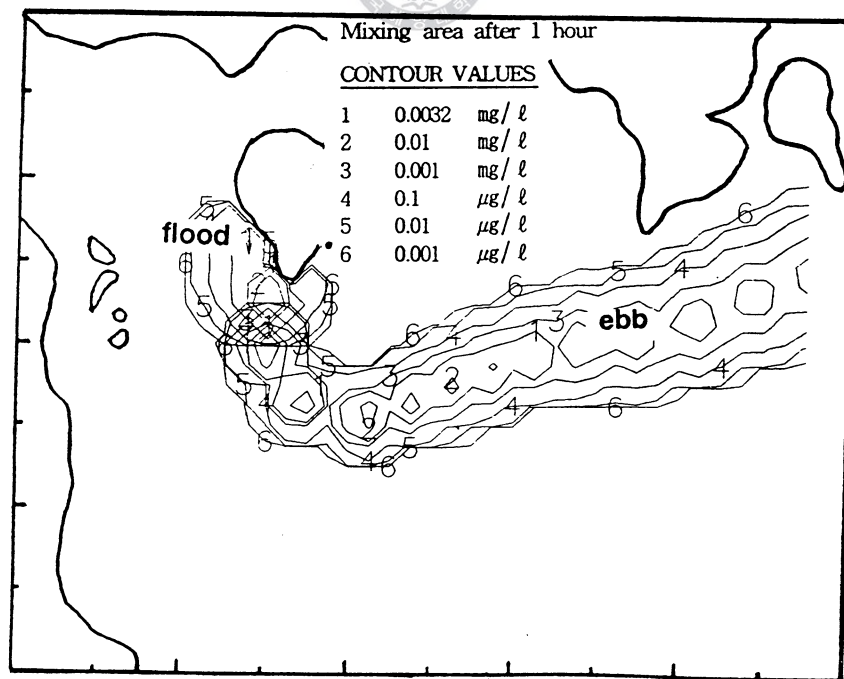 Mixing area after 1 hour
CONTOUR VALUES
1 0.0032 mg/ℓ
2 0.01 mg/ℓ
3 0.001 mg/ℓ
4 0.1 μg/ℓ
5 0.01 μg/ℓ
6 0.001 μg/ℓ
flood
ebb